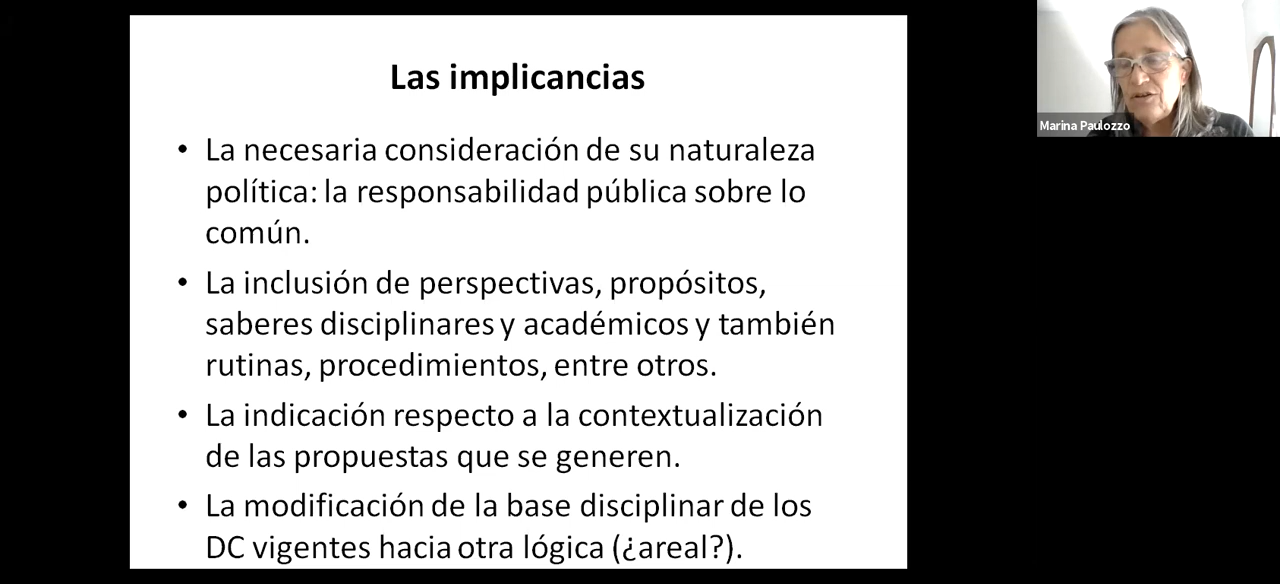 Las implicancias
• La necesaria consideración de su naturaleza
política: la responsabilidad pública sobre lo
común.
• La inclusión de perspectivas, propósitos,
saberes disciplinares y académicos y también
rutinas, procedimientos, entre otros.
• La indicación respecto a la contextualización
de las propuestas que se generen.
• La modificación de la base disciplinar de los
DC vigentes hacia otra lógica (¿areal?).
Marina Paulozzo